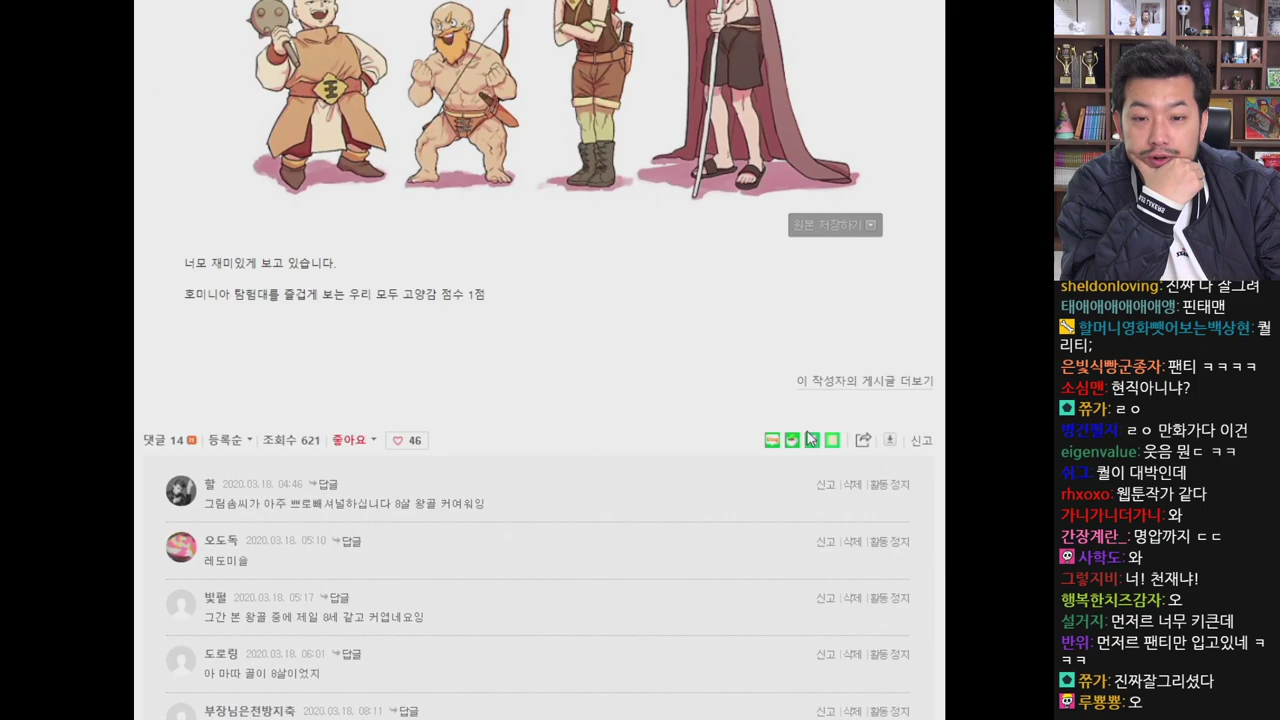 王
원본 저장하기
너모 재미있게 보고 있습니다.
호미니아 탐험대를 즐겁게 보는 우리 모두 고양감 점수 1점
이 작성자의 게시글 더보기
댓글 14 등록순 조회수 621 좋아요 46 신고
할 2020.03.18. 04:46 답글 신고 삭제 활동정지
그림솜씨가 아주 쁘로빼셔널하십니다 8살 왕골 커여워잉
오도독 2020.03.18. 05:10 답글 신고 삭제 활동정지
레도미솔
빛펄 2020.03.18. 05:17 답글 신고 삭제 활동정지
그간 본 왕골 중에 제일 8세 같고 커엽네요잉
도로링 2020.03.18. 06:01 답글 신고 삭제 활동정지
아 마따 골이 8살이었지
부장님은전방지축 2020.03.18. 08:11 답글 신고 삭제 활동정지
sheldonloving: 진짜 다 잘그려
태애애애애애애앵: 핀태맨
할머니영화뺏어보는백상현: 퀄
리티;
은빛식빵군종자: 팬티 ㅋㅋㅋㅋ
소심맨: 현직아니냐?
쮸가: ㄹㅇ
병건필지: ㄹㅇ 만화가다 이건
eigenvalue: 웃음 뭔ㄷ ㅋㅋ
쉬그: 퀄이 대박인데
rhxoxo: 웹툰작가 같다
가니가니더가니: 와
간장계란_: 명압까지 ㄷㄷ
사학도: 와
그렇지비: 너! 천재냐!
행복한치즈감자: 오
설거지: 먼저르 너무 키큰데
반위: 먼저르 팬티만 입고있네 ㅋ
ㅋㅋ
쮸가: 진짜잘그리셨다
루뽕뽕: 오